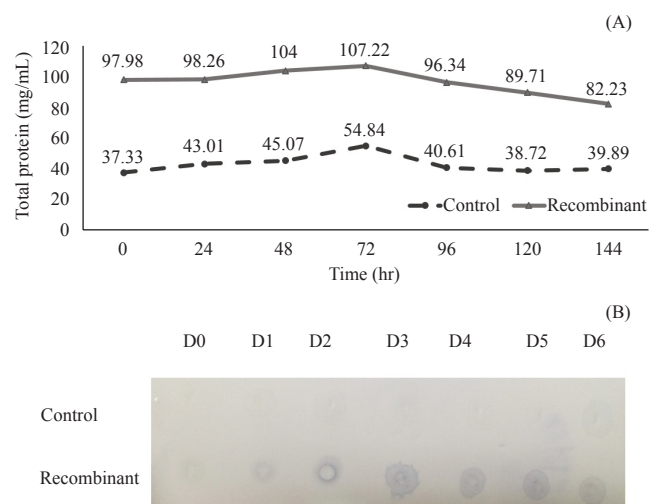 (A)
Total protein (mg/mL)
120
100
80
60
40
20
0
97.98 98.26 104 107.22 96.34 89.71 82.23
37.33 43.01 45.07 54.84 40.61 38.72 39.89
Control Recombinant
0 24 48 72 96 120 144
Time (hr)
(B)
D0 D1 D2 D3 D4 D5 D6
Control
Recombinant